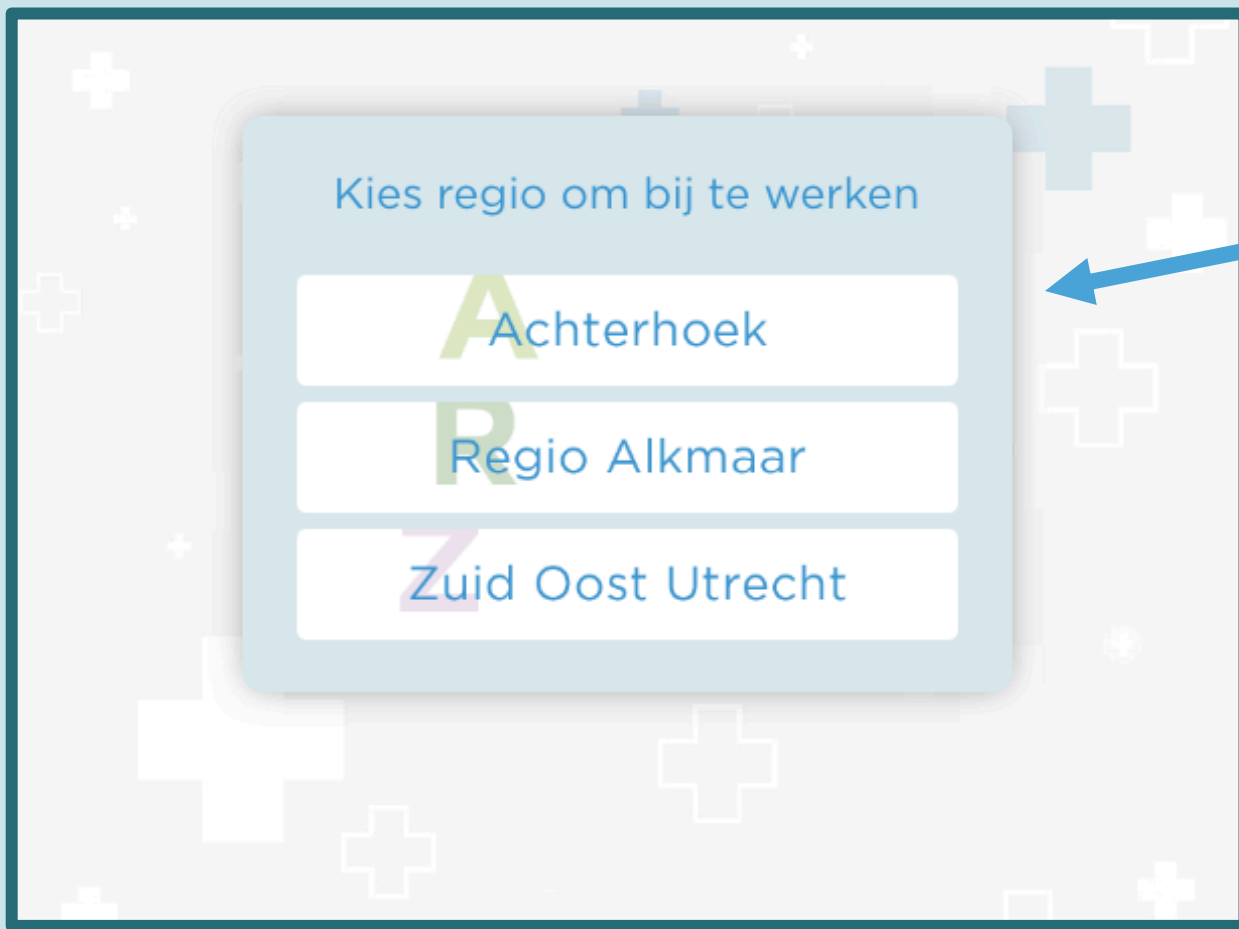 Kies regio om bij te werken
A
Achterhoek
R
Regio Alkmaar
Z
Zuid Oost Utrecht